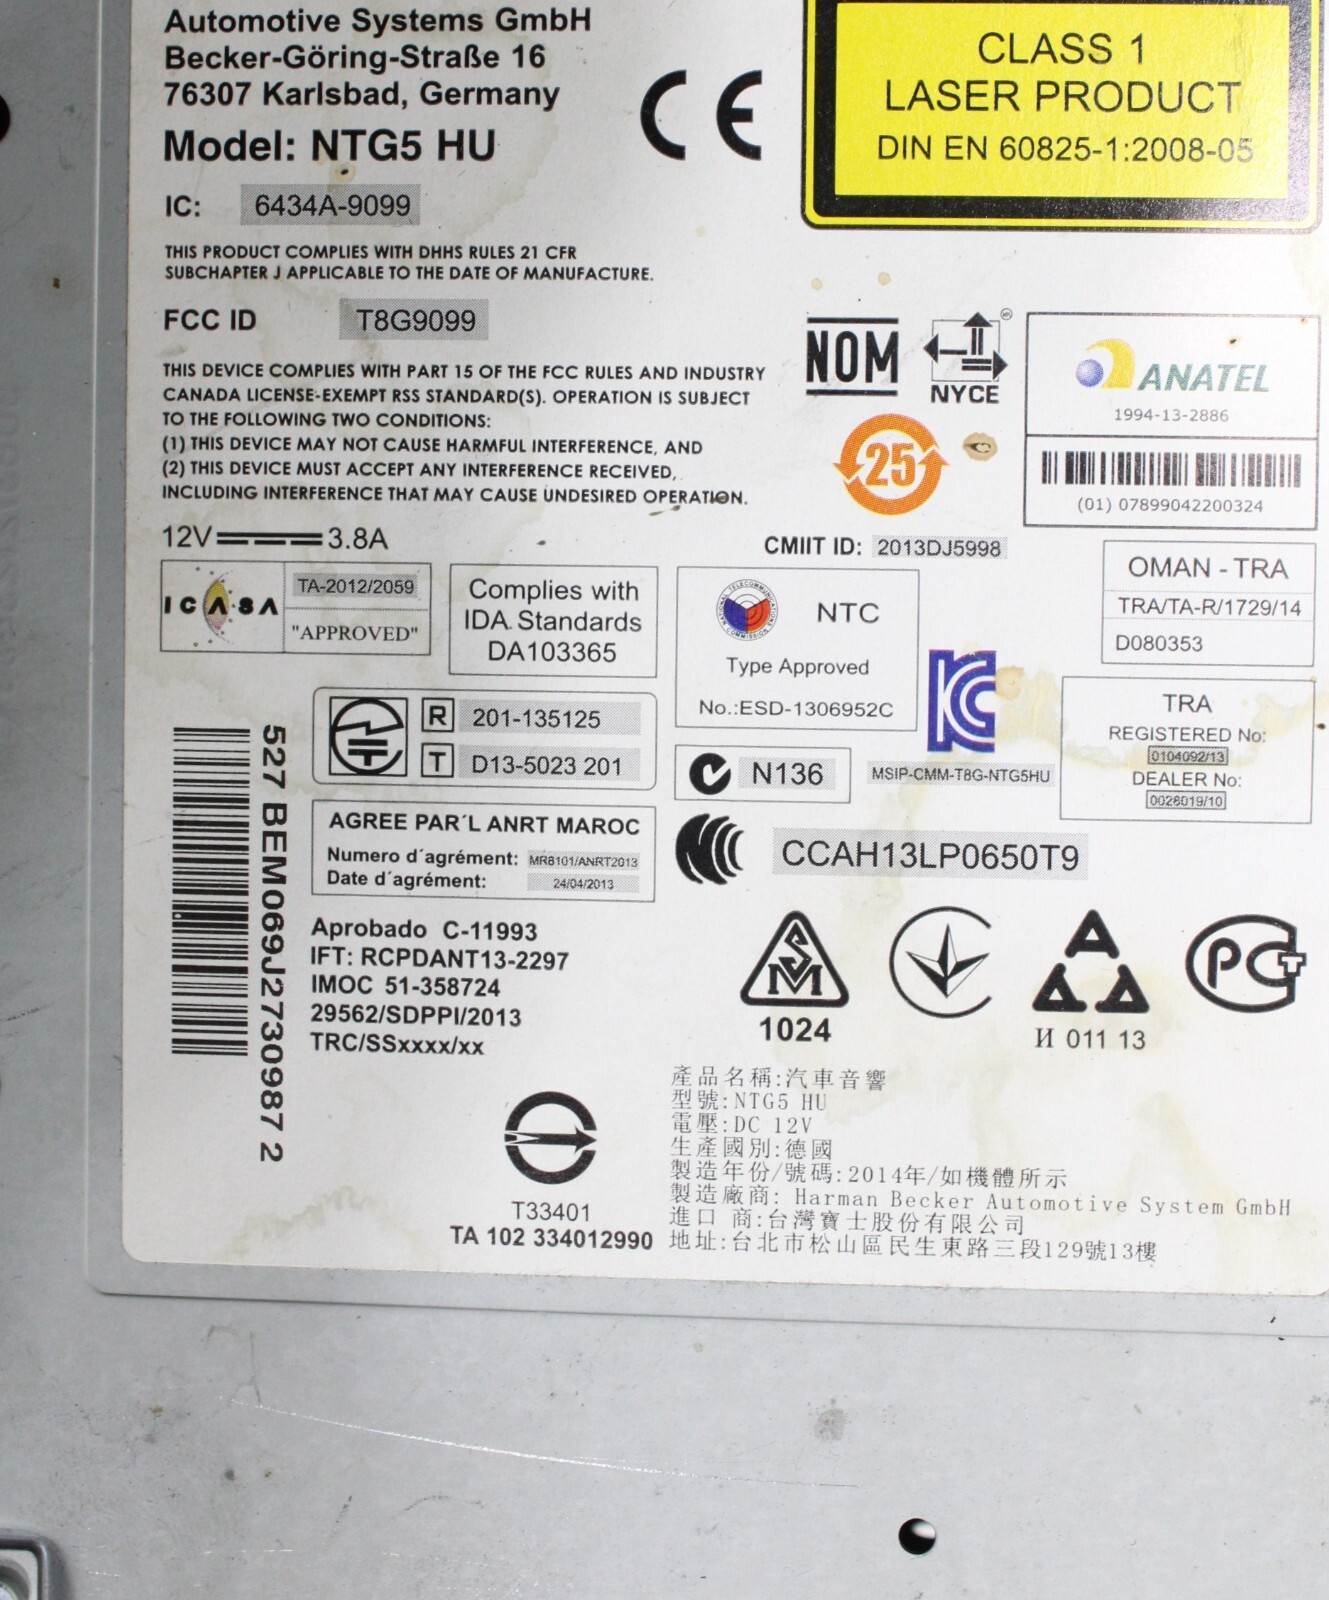 Automotive Systems GmbH
Becker-Göring-Straße 16
76307 Karlsbad, Germany
Model: NTG5 HU
IC: 6434A-9099
THIS PRODUCT COMPLIES WITH DHHS RULES 21 CFR
SUBCHAPTER J APPLICABLE TO THE DATE OF MANUFACTURE.
FCC ID T8G9099
THIS DEVICE COMPLIES WITH PART 15 OF THE FCC RULES AND INDUSTRY
CANADA LICENSE-EXEMPT RSS STANDARD(S). OPERATION IS SUBJECT
TO THE FOLLOWING TWO CONDITIONS:
(1) THIS DEVICE MAY NOT CAUSE HARMFUL INTERFERENCE, AND
(2) THIS DEVICE MUST ACCEPT ANY INTERFERENCE RECEIVED,
INCLUDING INTERFERENCE THAT MAY CAUSE UNDESIRED OPERATION.
12V 3.8A
CE
CLASS 1
LASER PRODUCT
DIN EN 60825-1:2008-05
NOM
NYCE
25
ANATEL
1994-13-2886
(01) 07899042200324
CMIIT ID: 2013DJ5998
ICASA
TA-2012/2059
"APPROVED"
Complies with
IDA Standards
DA103365
NTC
Type Approved
No.:ESD-1306952C
OMAN - TRA
TRA/TA-R/1729/14
D080353
R 201-135125
T D13-5023 201
N136
MSIP-CMM-T8G-NTG5HU
TRA
REGISTERED No:
0104092/13
DEALER No:
0028019/10
AGREE PAR´L ANRT MAROC
Numero d´agrément: MR8101/ANRT2013
Date d´agrément: 24/04/2013
CCAH13LP0650T9
527 BEM069J2730987 2
Aprobado C-11993
IFT: RCPDANT13-2297
IMOC 51-358724
29562/SDPPI/2013
TRC/SSxxxx/xx
SM
1024
И 011 13
T33401
TA 102 334012990
產品名稱:汽車音響
型號:NTG5 HU
電壓:DC 12V
生產國別:德國
製造年份/號碼:2014年/如機體所示
製造廠商: Harman Becker Automotive System GmbH
進口 商:台灣賓士股份有限公司
地址:台北市松山區民生東路三段129號13樓